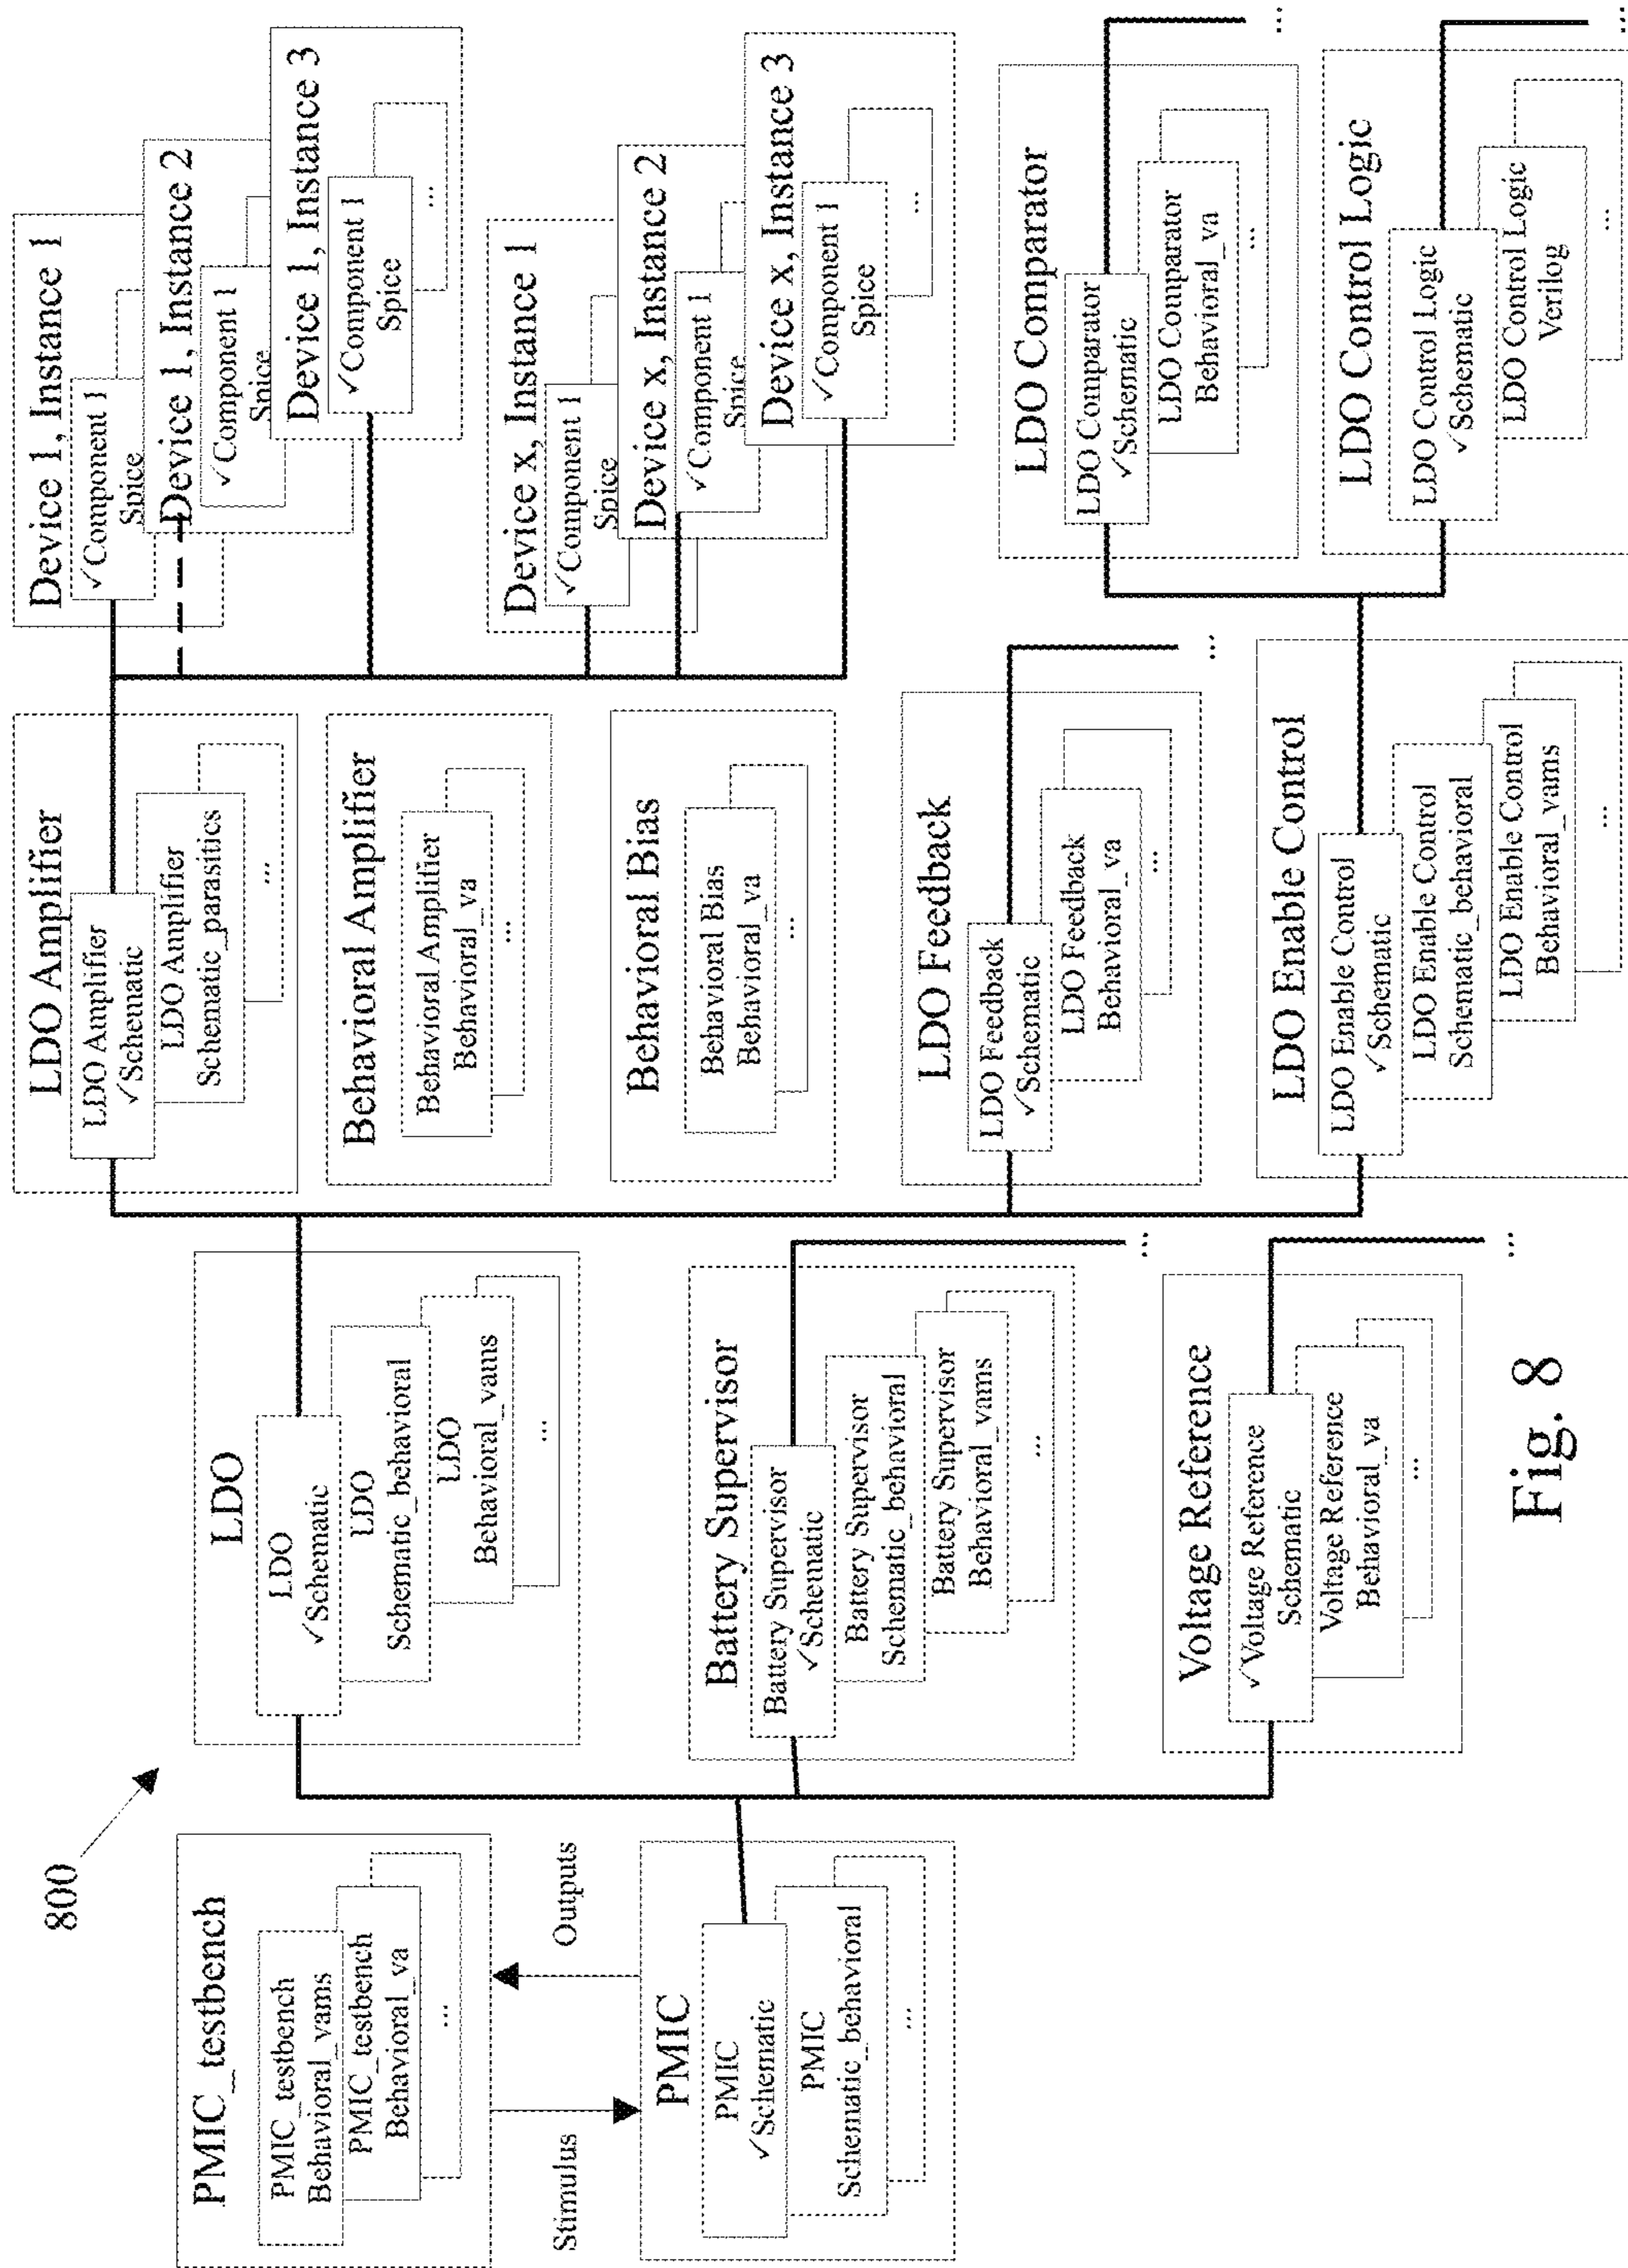 800
PMIC_testbench
PMIC_testbench
Behavioral_vams
PMIC_testbench
Behavioral_va
...
Stimulus
Outputs
PMIC
PMIC
✓Schematic
PMIC
Schematic_behavioral
...
LDO
LDO
✓Schematic
LDO
Schematic_behavioral
LDO
Behavioral_vams
...
Battery Supervisor
Battery Supervisor
✓Schematic
Battery Supervisor
Schematic_behavioral
Battery Supervisor
Behavioral_vams
...
...
Voltage Reference
✓Voltage Reference
Schematic
Voltage Reference
Behavioral_va
...
...
LDO Amplifier
LDO Amplifier
✓Schematic
LDO Amplifier
Schematic_parasitics
...
Behavioral Amplifier
Behavioral Amplifier
Behavioral_va
...
Behavioral Bias
Behavioral Bias
Behavioral_va
...
LDO Feedback
LDO Feedback
✓Schematic
LDO Feedback
Behavioral_va
...
...
LDO Enable Control
LDO Enable Control
✓Schematic
LDO Enable Control
Schematic_behavioral
LDO Enable Control
Behavioral_vams
...
Device 1, Instance 1
✓Component 1
Spice
Device 1, Instance 2
✓Component 1
Spice
Device 1, Instance 3
✓Component 1
Spice
...
Device x, Instance 1
✓Component 1
Spice
Device x, Instance 2
✓Component 1
Spice
Device x, Instance 3
✓Component 1
Spice
...
LDO Comparator
LDO Comparator
✓Schematic
LDO Comparator
Behavioral_va
...
...
LDO Control Logic
LDO Control Logic
✓Schematic
LDO Control Logic
Verilog
...
...
Fig. 8